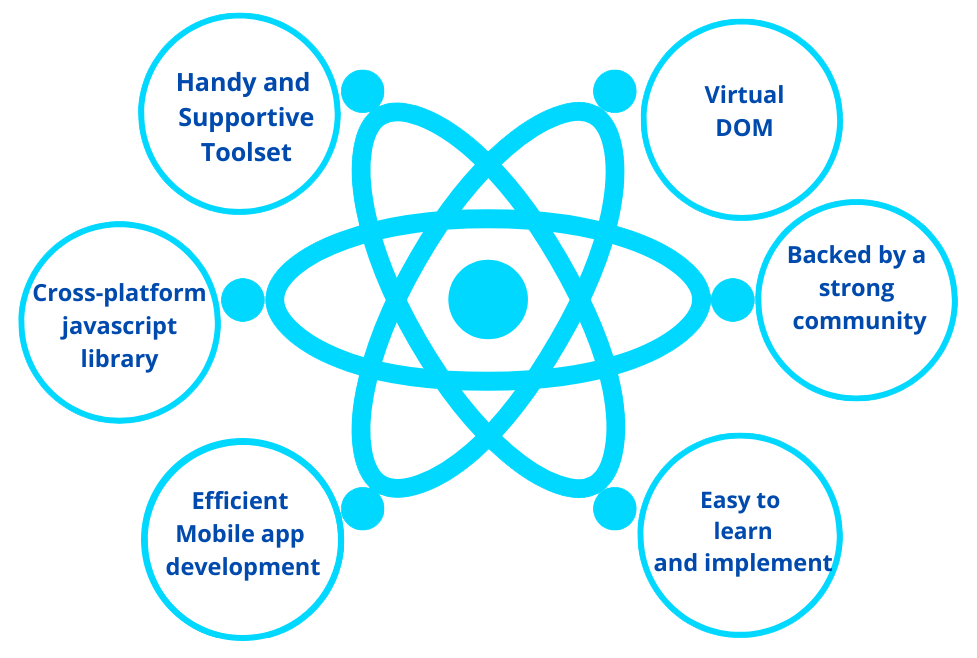 Handy and
Supportive
Toolset
Virtual
DOM
Cross-platform
javascript
library
Backed by a
strong
community
Efficient
Mobile app
development
Easy to
learn
and implement